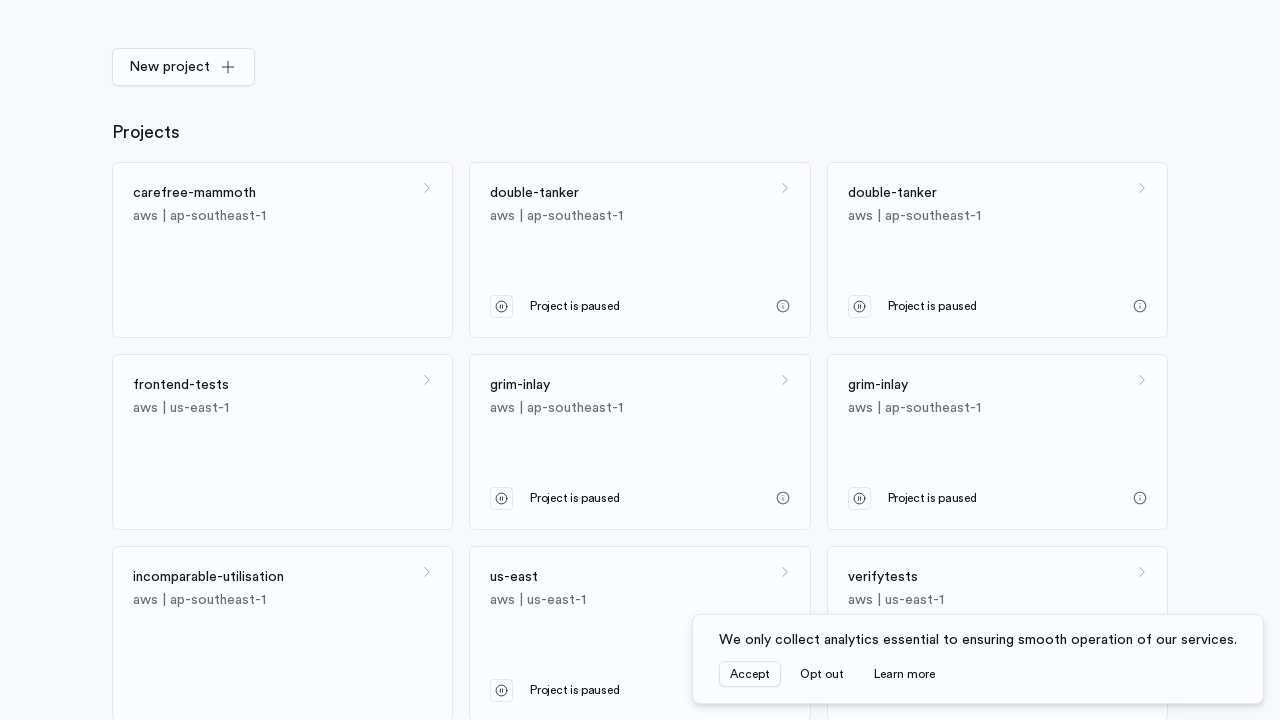 New project
Projects
carefree-mammoth
aws | ap-southeast-1
double-tanker
aws | ap-southeast-1
Project is paused
double-tanker
aws | ap-southeast-1
Project is paused
frontend-tests
aws | us-east-1
grim-inlay
aws | ap-southeast-1
Project is paused
grim-inlay
aws | ap-southeast-1
Project is paused
incomparable-utilisation
aws | ap-southeast-1
us-east
aws | us-east-1
Project is paused
verifytests
aws | us-east-1
We only collect analytics essential to ensuring smooth operation of our services.
Accept
Opt out
Learn more